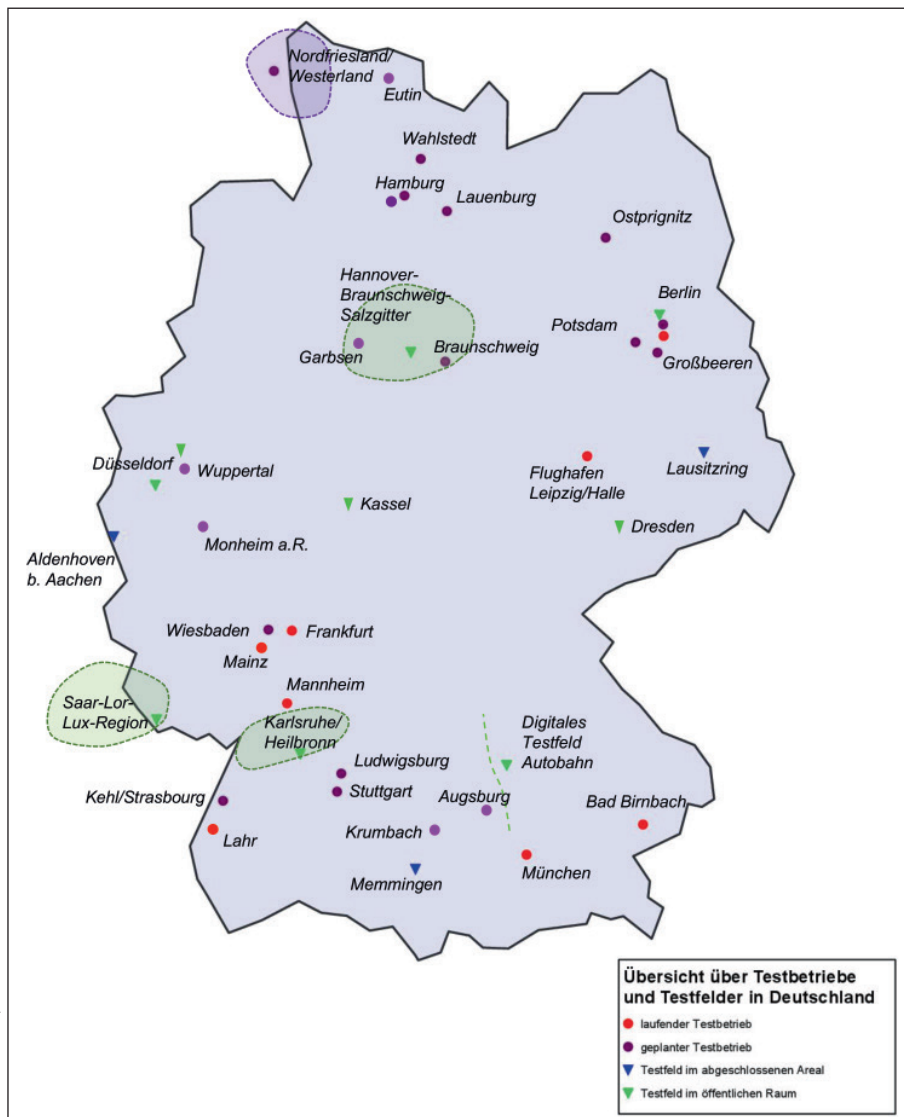 Nordfriesland/
Westerland
Eutin
Wahlstedt
Hamburg
Lauenburg
Ostprignitz
Hannover-
Braunschweig-
Salzgitter
Berlin
Potsdam
Garbsen
Braunschweig
Großbeeren
Düsseldorf
Wuppertal
Flughafen
Leipzig/Halle
Lausitzring
Kassel
Dresden
Monheim a.R.
Aldenhoven
b. Aachen
Wiesbaden
Frankfurt
Mainz
Mannheim
Saar-Lor-
Lux-Region
Karlsruhe/
Heilbronn
Digitales
Testfeld
Autobahn
Ludwigsburg
Kehl/Strasbourg
Stuttgart
Augsburg
Bad Birnbach
Lahr
Krumbach
München
Memmingen
Übersicht über Testbetriebe
und Testfelder in Deutschland
laufender Testbetrieb
geplanter Testbetrieb
Testfeld im abgeschlossenen Areal
Testfeld im öffentlichen Raum